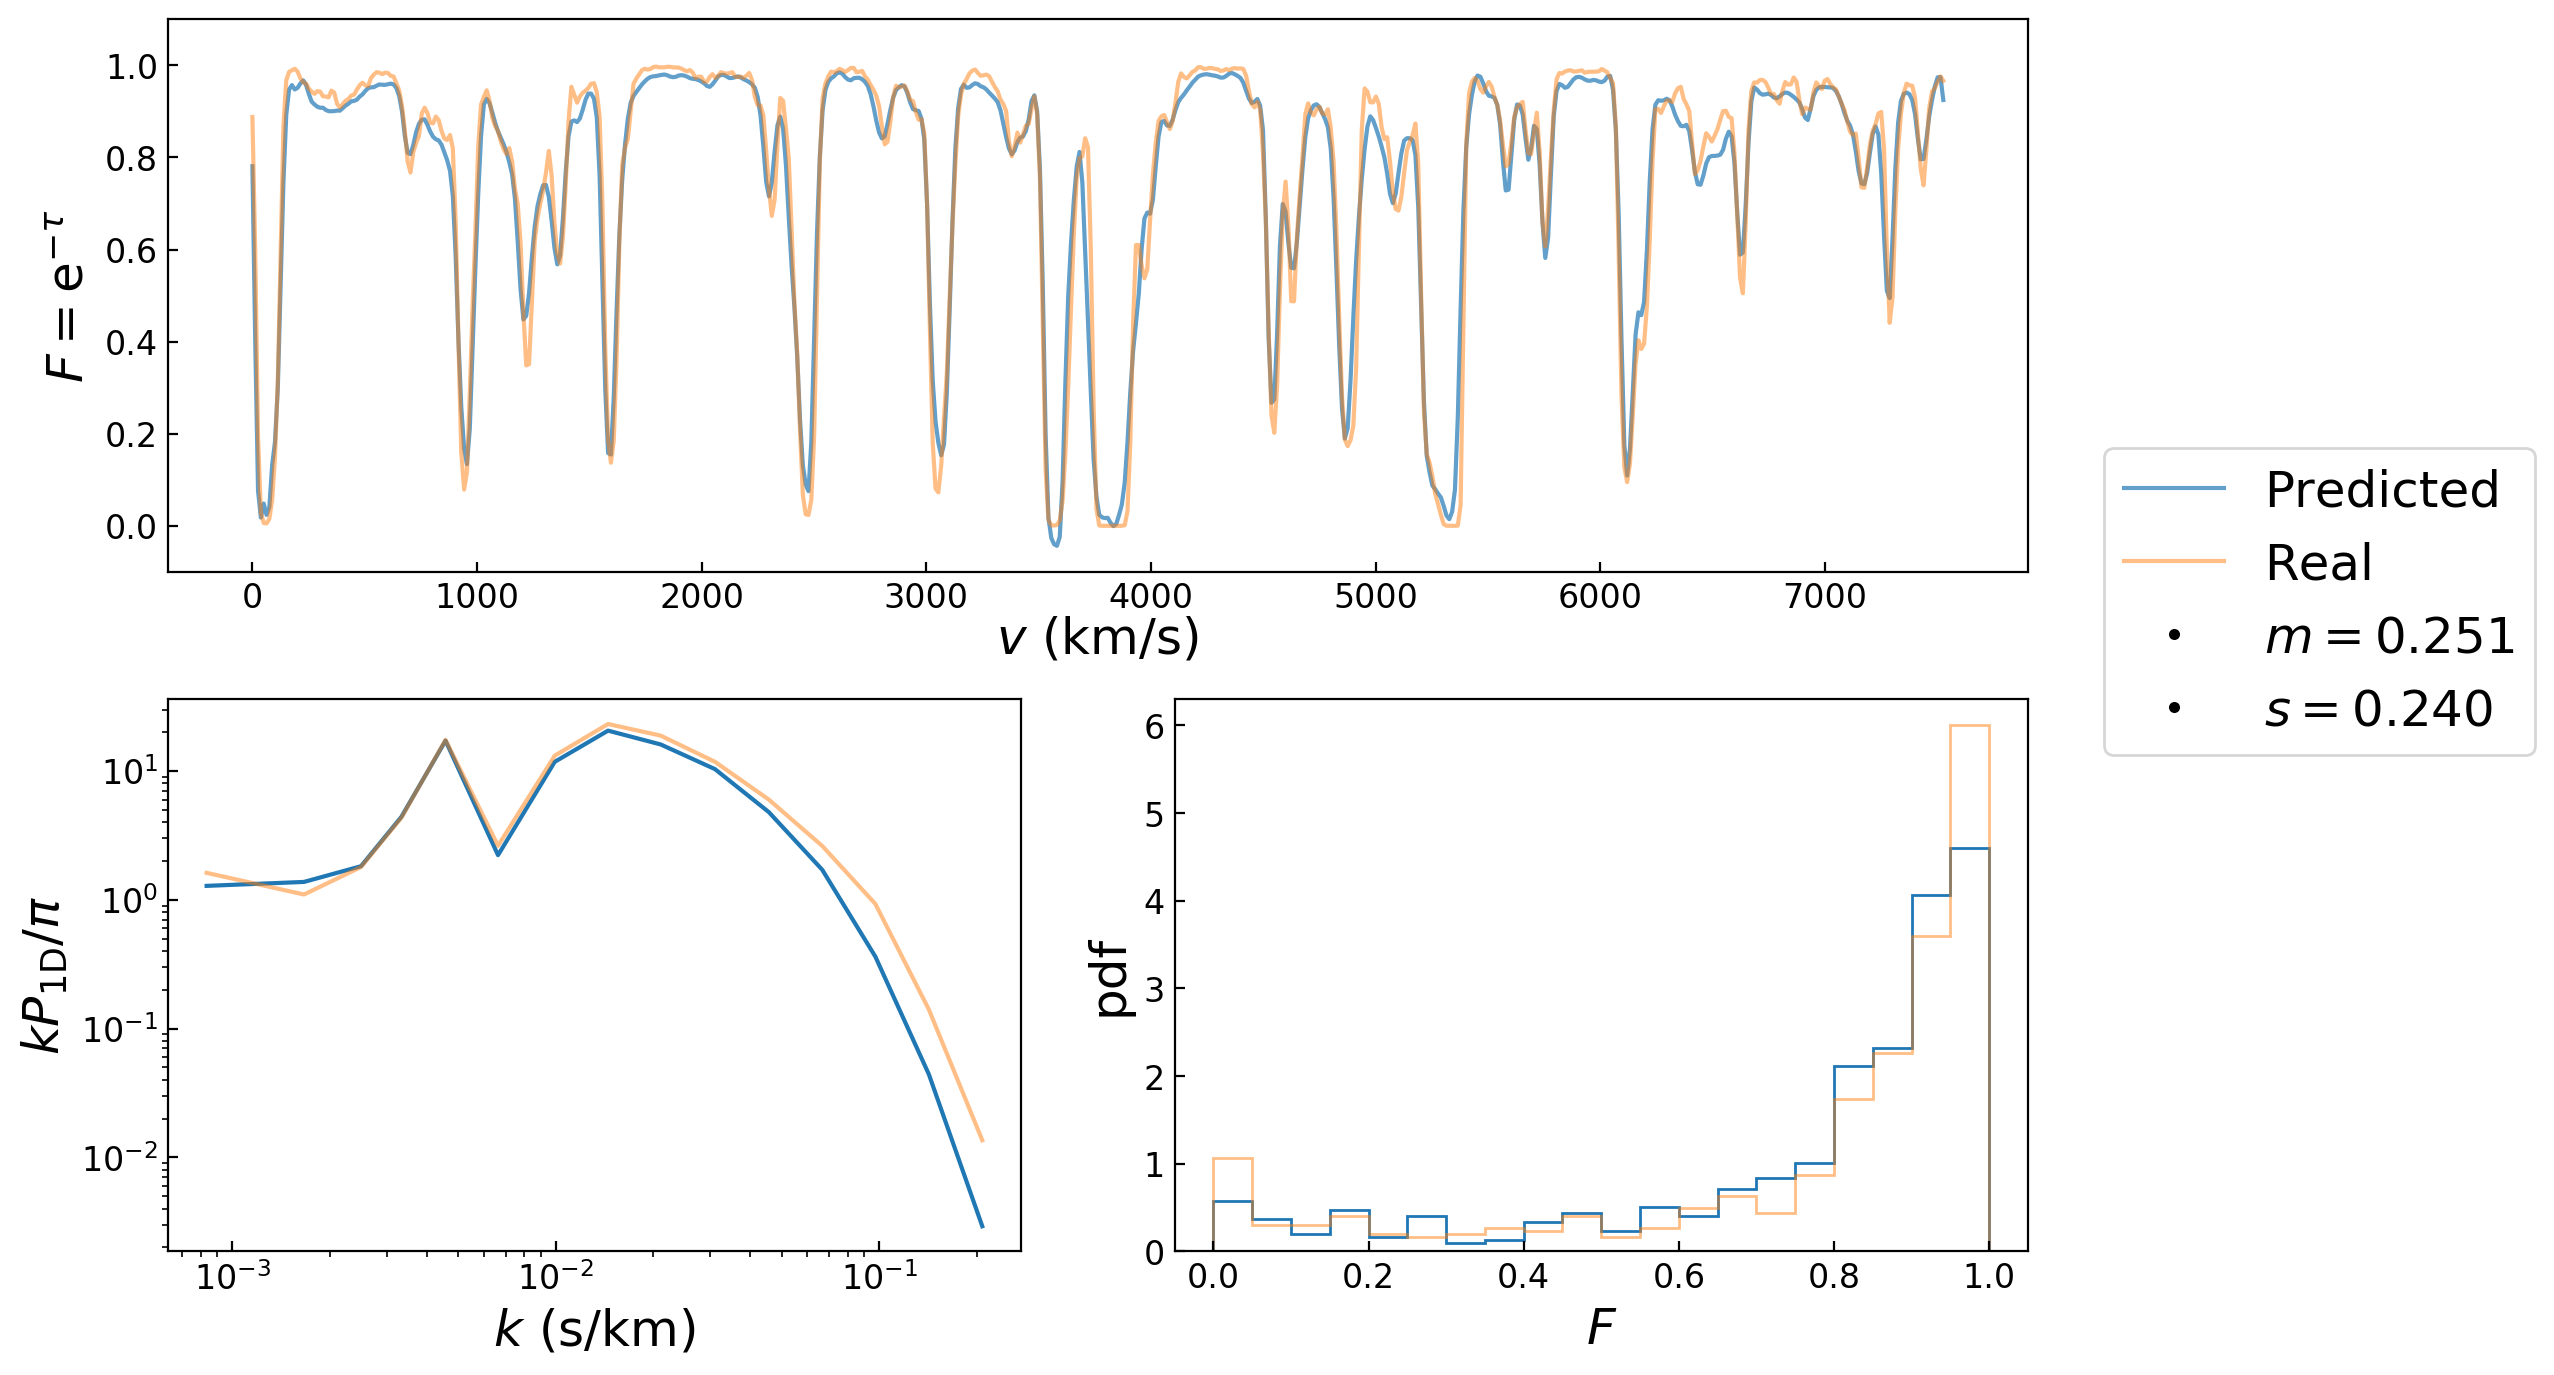 F = e^{−τ}
1.0
0.8
0.6
0.4
0.2
0.0
0 1000 2000 3000 4000 5000 6000 7000
v (km/s)
Predicted
Real
m = 0.251
s = 0.240
kP_{1D}/π
10^1
10^0
10^{−1}
10^{−2}
10^{−3} 10^{−2} 10^{−1}
k (s/km)
pdf
6
5
4
3
2
1
0
0.0 0.2 0.4 0.6 0.8 1.0
F